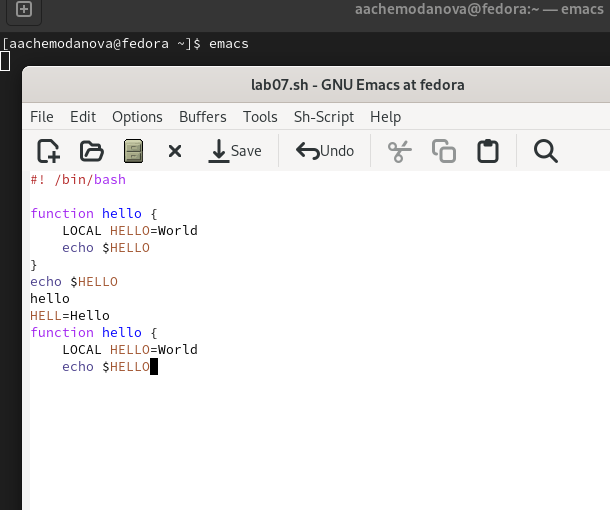 aachemodanova@fedora:~ — emacs
[aachemodanova@fedora ~]$ emacs
lab07.sh - GNU Emacs at fedora
File Edit Options Buffers Tools Sh-Script Help
Save Undo
#! /bin/bash
function hello {
    LOCAL HELLO=World
    echo $HELLO
}
echo $HELLO
hello
HELL=Hello
function hello {
    LOCAL HELLO=World
    echo $HELLO